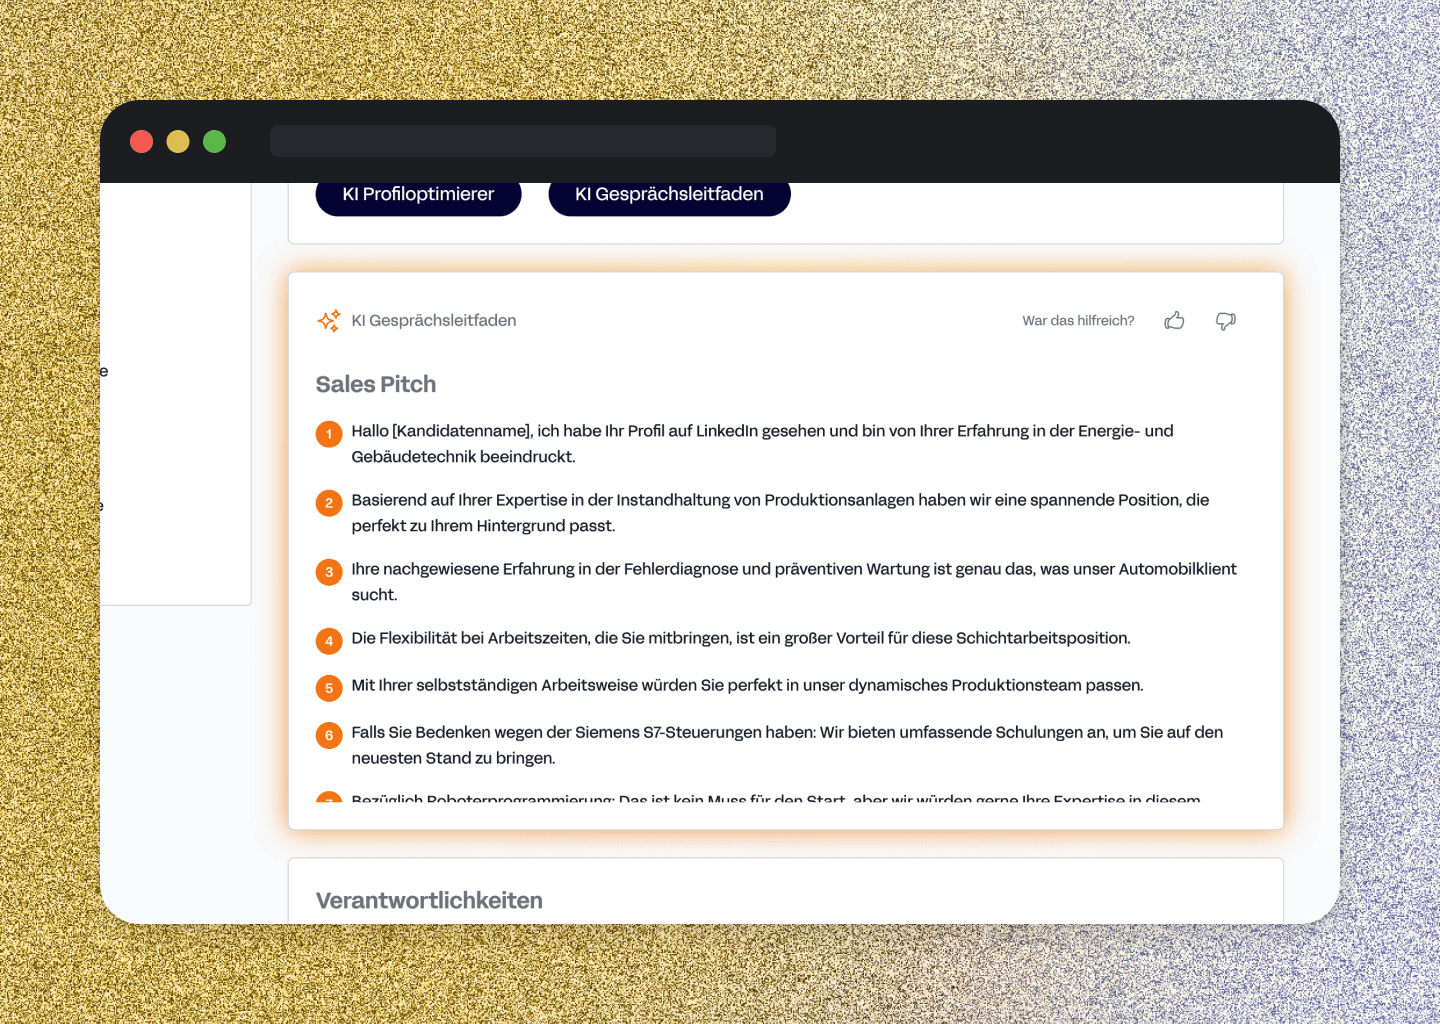 KI Profiloptimierer
KI Gesprächsleitfaden
e
e
KI Gesprächsleitfaden
War das hilfreich?
Sales Pitch
1
Hallo [Kandidatenname], ich habe Ihr Profil auf LinkedIn gesehen und bin von Ihrer Erfahrung in der Energie- und
Gebäudetechnik beeindruckt.
2
Basierend auf Ihrer Expertise in der Instandhaltung von Produktionsanlagen haben wir eine spannende Position, die
perfekt zu Ihrem Hintergrund passt.
3
Ihre nachgewiesene Erfahrung in der Fehlerdiagnose und präventiven Wartung ist genau das, was unser Automobilklient
sucht.
4
Die Flexibilität bei Arbeitszeiten, die Sie mitbringen, ist ein großer Vorteil für diese Schichtarbeitsposition.
5
Mit Ihrer selbstständigen Arbeitsweise würden Sie perfekt in unser dynamisches Produktionsteam passen.
6
Falls Sie Bedenken wegen der Siemens S7-Steuerungen haben: Wir bieten umfassende Schulungen an, um Sie auf den
neuesten Stand zu bringen.
7
Bezüglich Roboterprogrammierung: Das ist kein Muss für den Start, aber wir würden gerne Ihre Expertise in diesem
Verantwortlichkeiten